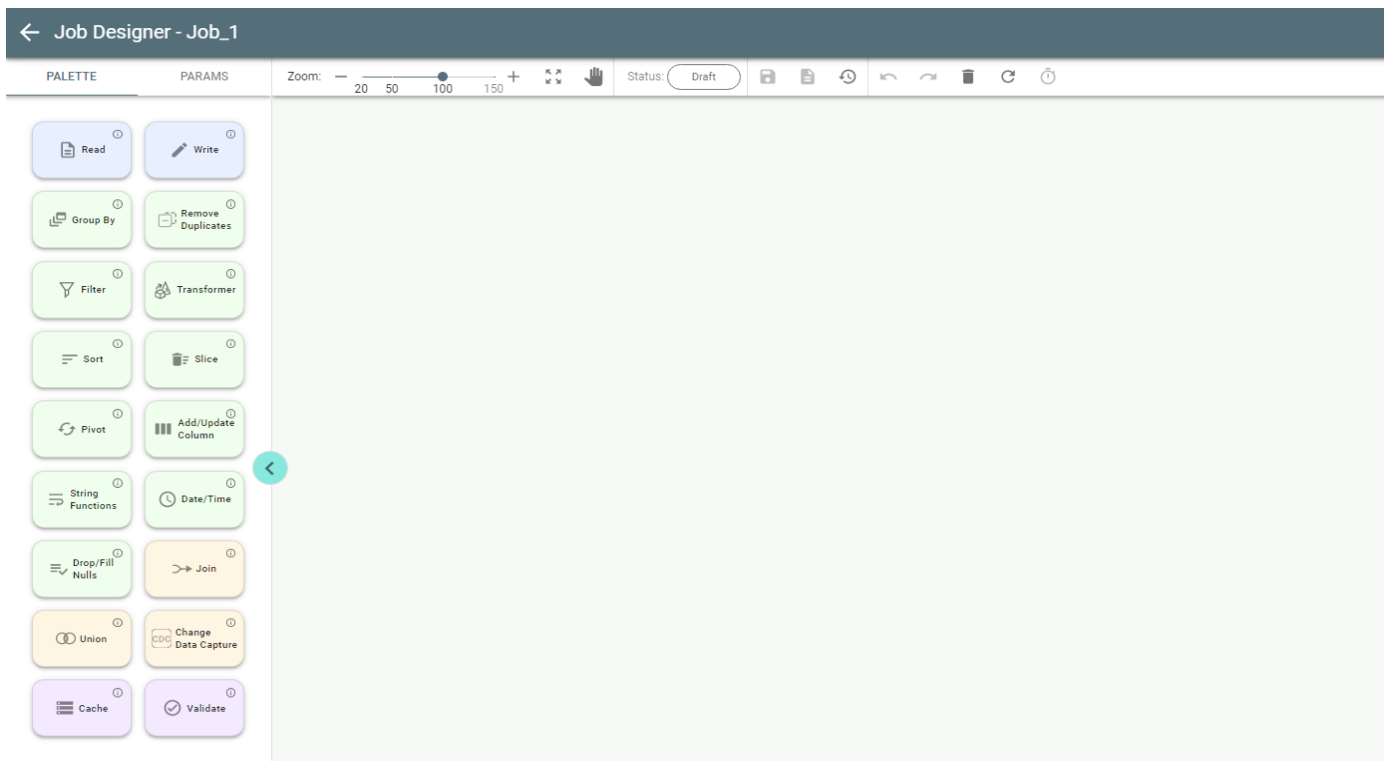 Job Designer - Job_1
PALETTE
PARAMS
Zoom:
20 50 100 150
Status: Draft
Read
Write
Group By
Remove
Duplicates
Filter
Transformer
Sort
Slice
Pivot
Add/Update
Column
String
Functions
Date/Time
Drop/Fill
Nulls
Join
Union
CDC
Change
Data Capture
Cache
Validate